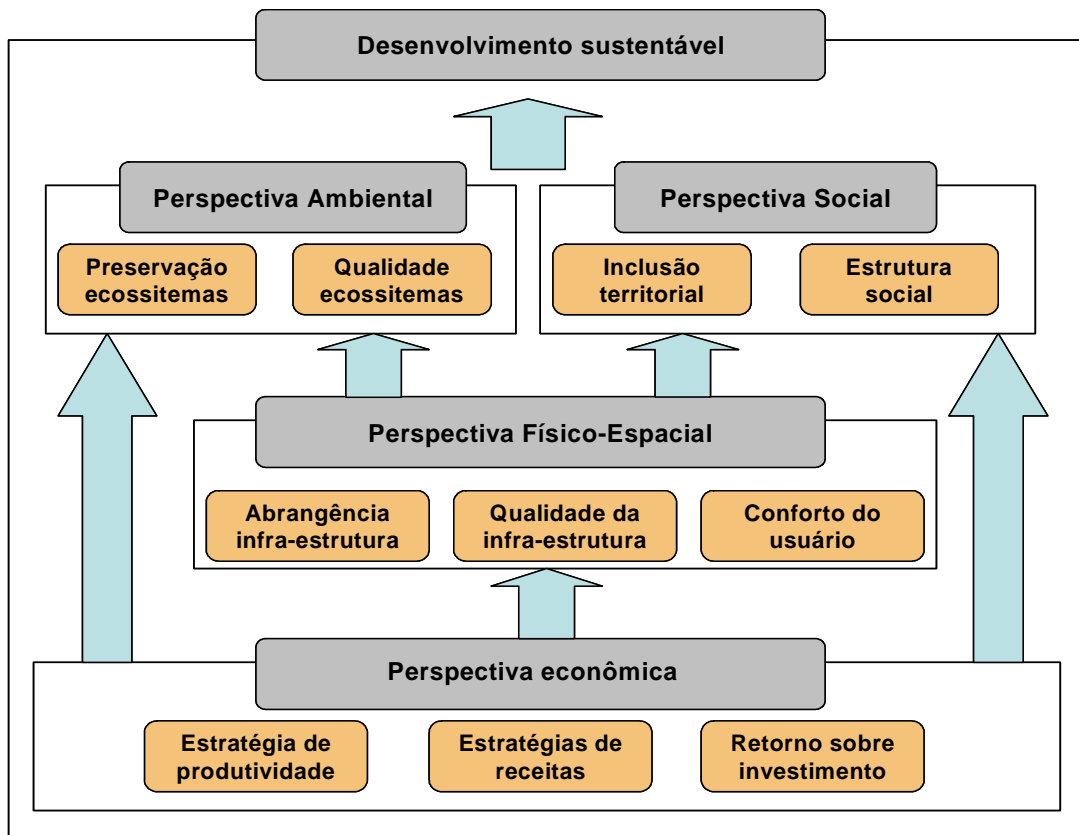 Desenvolvimento sustentável
Perspectiva Ambiental
Preservação
ecossitemas
Qualidade
ecossitemas
Perspectiva Social
Inclusão
territorial
Estrutura
social
Perspectiva Físico-Espacial
Abrangência
infra-estrutura
Qualidade da
infra-estrutura
Conforto do
usuário
Perspectiva econômica
Estratégia de
produtividade
Estratégias de
receitas
Retorno sobre
investimento